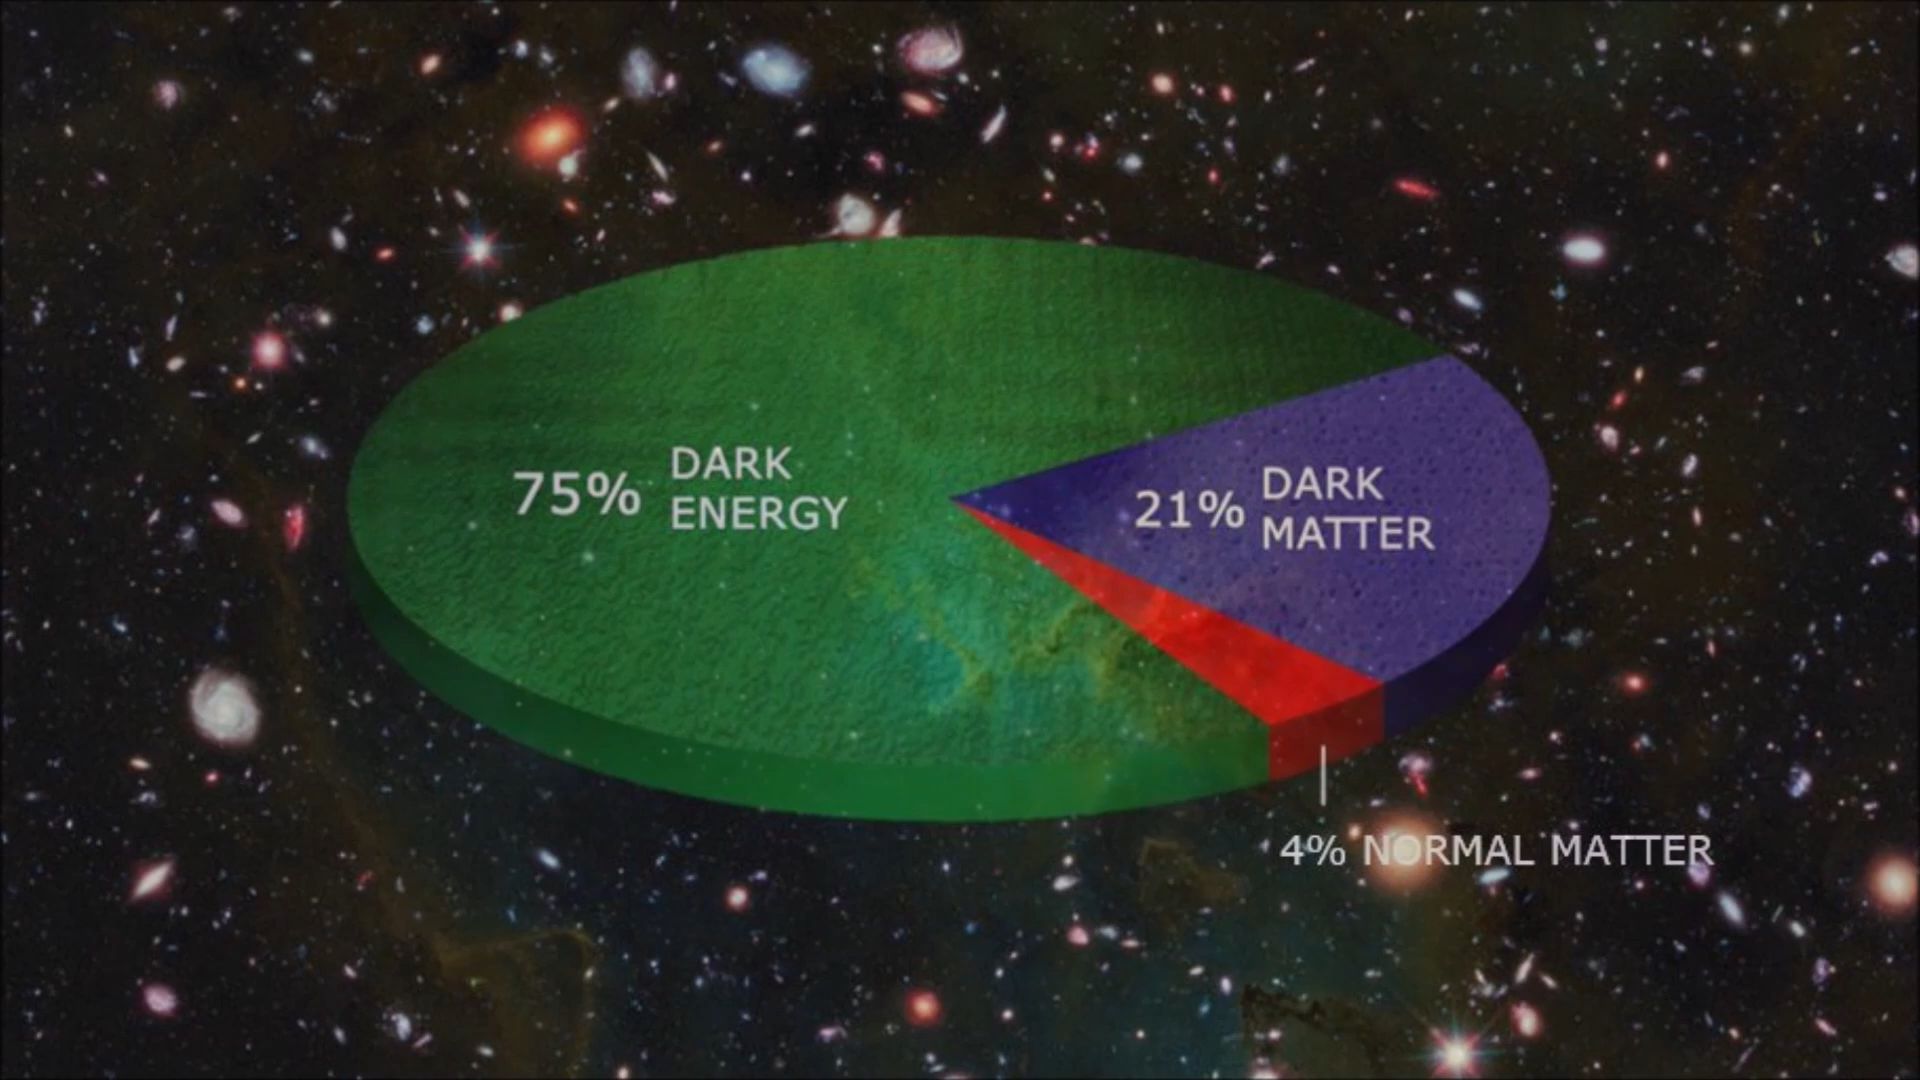 75% DARK
ENERGY
21% DARK
MATTER
4% NORMAL MATTER